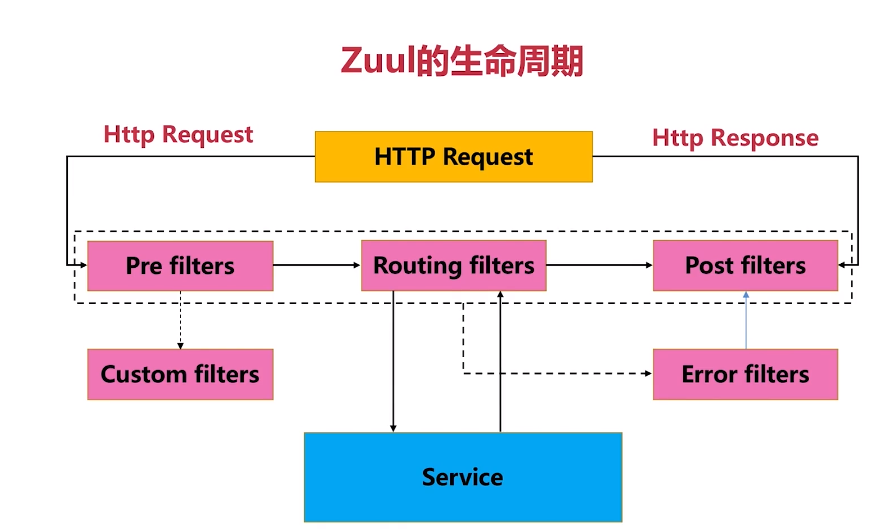 Zuul的生命周期
Http Request
HTTP Request
Http Response
Pre filters
Routing filters
Post filters
Custom filters
Error filters
Service